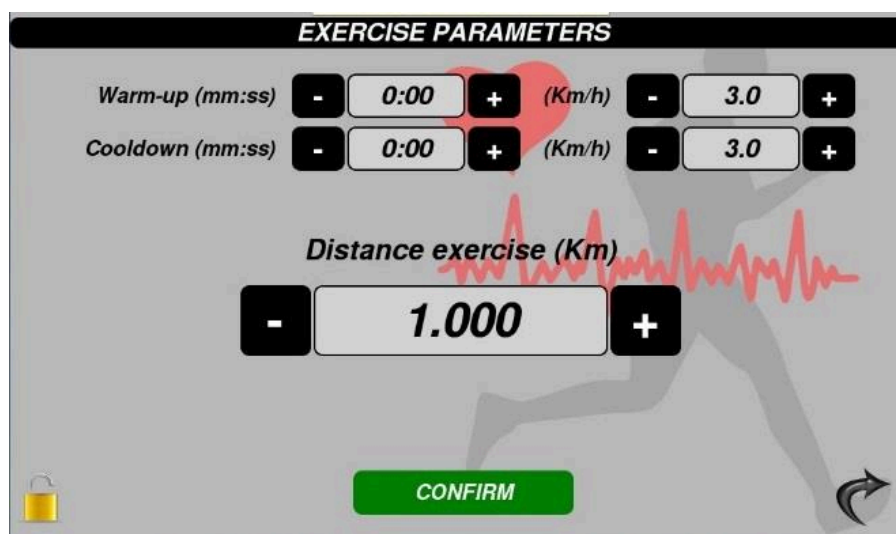 EXERCISE PARAMETERS
Warm-up (mm:ss) - 0:00 + (Km/h) - 3.0 +
Cooldown (mm:ss) - 0:00 + (Km/h) - 3.0 +
Distance exercise (Km)
- 1.000 +
CONFIRM